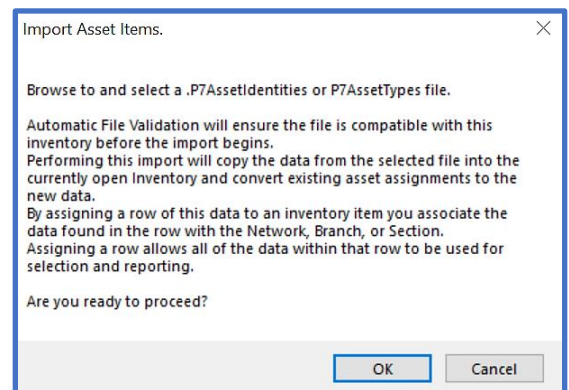 Import Asset Items.
Browse to and select a .P7AssetIdentities or P7AssetTypes file.
Automatic File Validation will ensure the file is compatible with this
inventory before the import begins.
Performing this import will copy the data from the selected file into the
currently open Inventory and convert existing asset assignments to the
new data.
By assigning a row of this data to an inventory item you associate the
data found in the row with the Network, Branch, or Section.
Assigning a row allows all of the data within that row to be used for
selection and reporting.
Are you ready to proceed?
OK Cancel